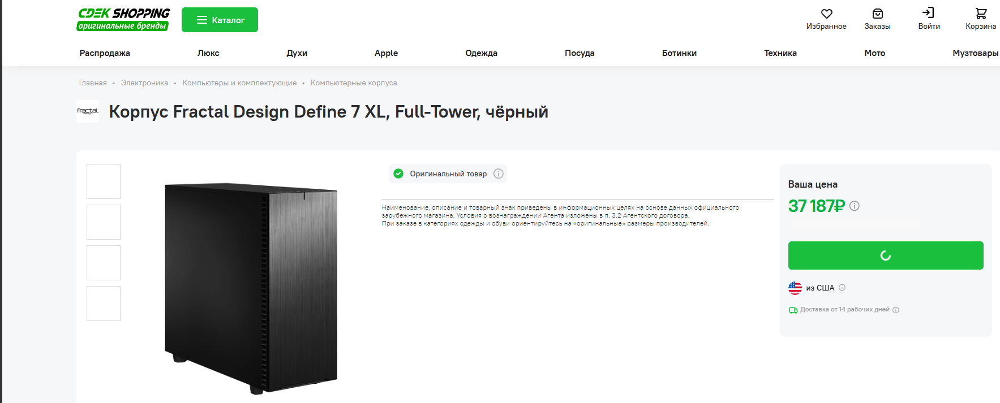 CDEK SHOPPING
оригинальные бренды
Каталог
Избранное
Заказы
Войти
Корзина
Распродажа
Люкс
Духи
Apple
Одежда
Посуда
Ботинки
Техника
Мото
Музтовары
Главная • Электроника • Компьютеры и комплектующие • Компьютерные корпуса
fractal
Корпус Fractal Design Define 7 XL, Full-Tower, чёрный
Оригинальный товар
Наименование, описание и товарный знак приведены в информационных целях на основе данных официального
зарубежного магазина. Условия о вознаграждении Агента изложены в п. 3.2 Агентского договора.
При заказе в категориях одежды и обуви ориентируйтесь на «оригинальные» размеры производителей.
Ваша цена
37 187₽
из США
Доставка от 14 рабочих дней